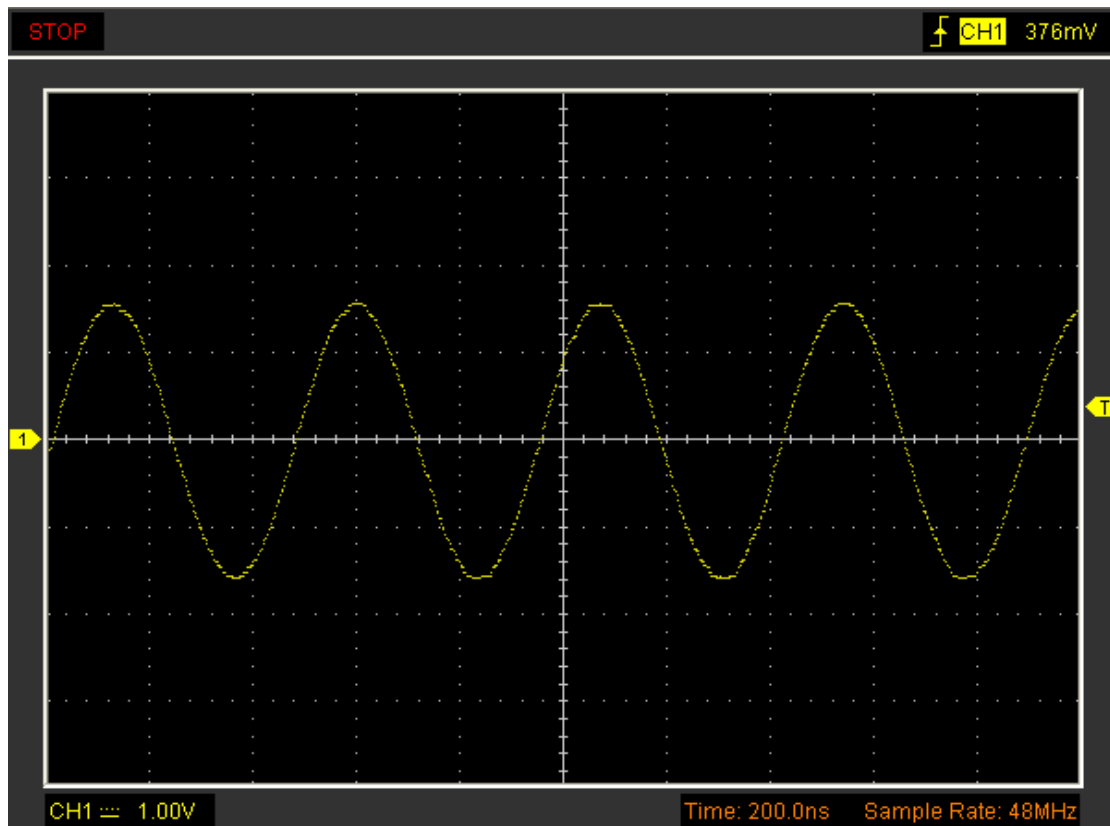 STOP
CH1 376mV
1
T
CH1 1.00V
Time: 200.0ns Sample Rate: 48MHz